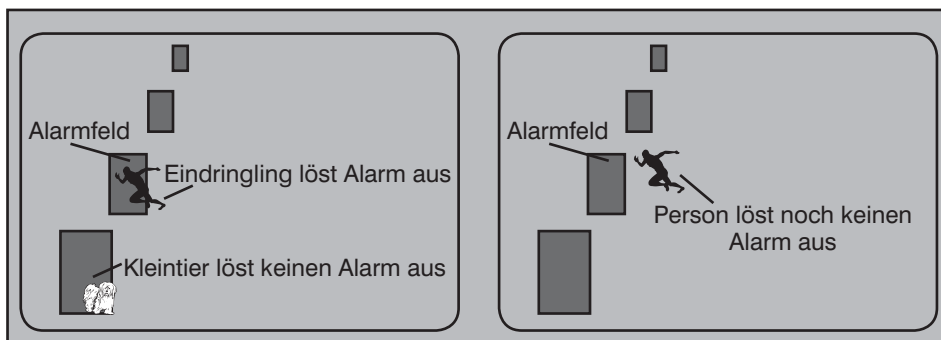 Alarmfeld
Eindringling löst Alarm aus
Kleintier löst keinen Alarm aus
Alarmfeld
Person löst noch keinen
Alarm aus